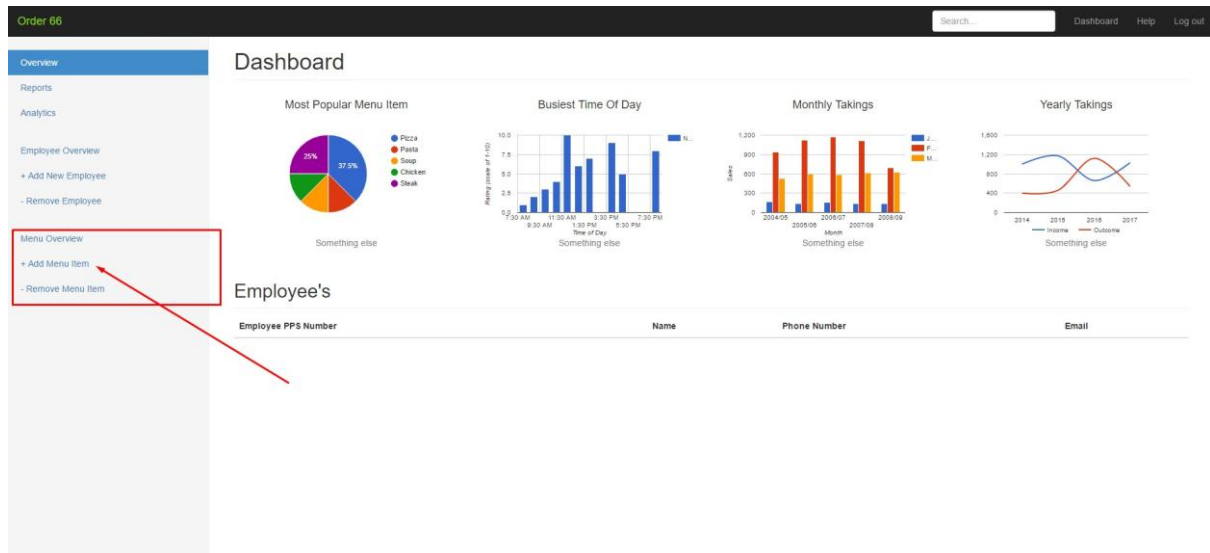 Order 66
Search...
Dashboard Help Log out
Overview
Reports
Analytics
Employee Overview
+ Add New Employee
- Remove Employee
Menu Overview
+ Add Menu Item
- Remove Menu Item
Dashboard
Most Popular Menu Item
25%
37.5%
Pizza
Pasta
Soup
Chicken
Steak
Something else
Busiest Time Of Day
Rating (scale of 1-10)
10.0
7.5
5.0
2.5
0.0
7:30 AM 11:30 AM 3:30 PM 7:30 PM
9:30 AM 1:30 PM 5:30 PM
Time of Day
N...
Something else
Monthly Takings
Sales
1,200
900
600
300
0
2004/05 2006/07 2008/09
2005/06 2007/08
Month
J...
P...
M...
Something else
Yearly Takings
1,600
1,200
800
400
0
2014 2015 2016 2017
Income Outcome
Something else
Employee's
Employee PPS Number Name Phone Number Email